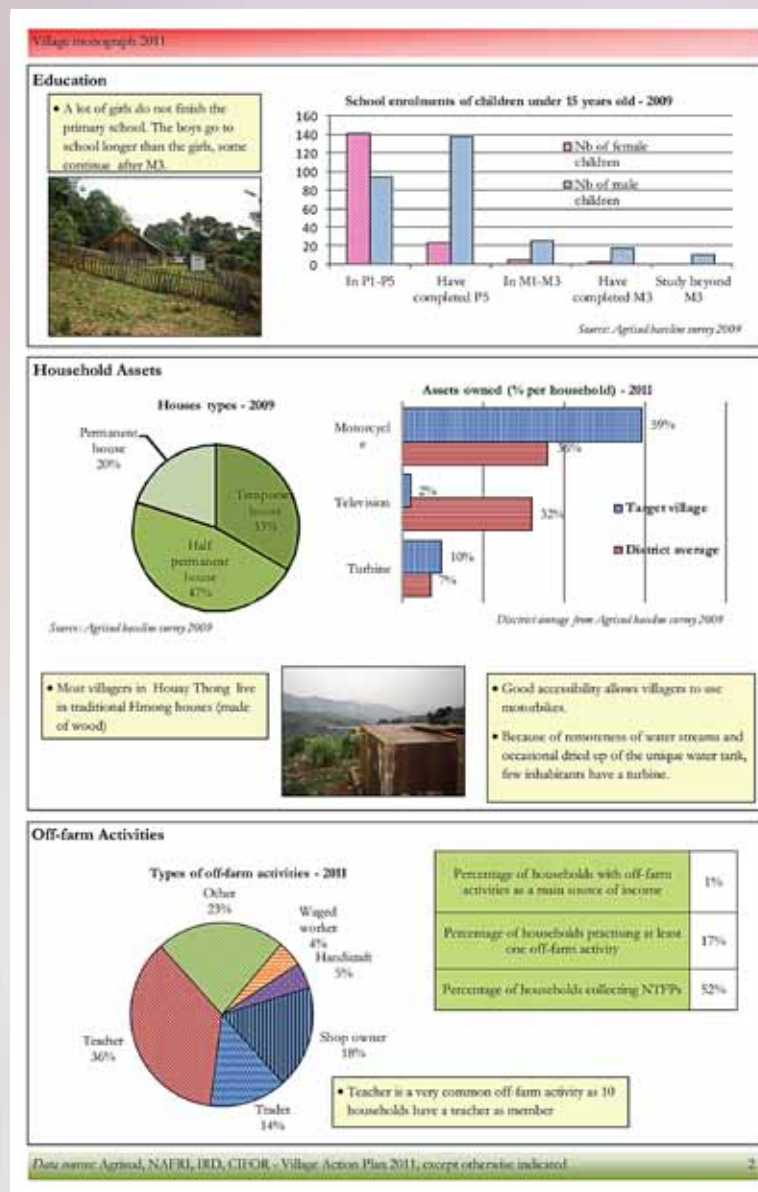 Village monograph 2011
Education
• A lot of girls do not finish the
primary school. The boys go to
school longer than the girls, some
continue after M3.
School enrolments of children under 15 years old - 2009
160
140
120
100
80
60
40
20
0
Nb of female
children
Nb of male
children
In P1-P5
Have
completed P5
In M1-M3
Have
completed M3
Study beyond
M3
Source: Agrisud baseline survey 2009
Household Assets
Houses types - 2009
Permanent
house
20%
Temporary
house
33%
Half
permanent
house
47%
Source: Agrisud baseline survey 2009
Assets owned (% per household) - 2011
Motorcycl
e
59%
36%
Television
2%
32%
Turbine
10%
7%
Target village
District average
District average from Agrisud baseline survey 2009
• Most villagers in Houay Thong live
in traditional Hmong houses (made
of wood)
• Good accessibility allows villagers to use
motorbikes.
• Because of remoteness of water streams and
occasional dried up of the unique water tank,
few inhabitants have a turbine.
Off-farm Activities
Types of off-farm activities - 2011
Other
23%
Waged
worker
4%
Handicraft
5%
Shop owner
18%
Trader
14%
Teacher
36%
Percentage of households with off-farm
activities as a main source of income
1%
Percentage of households practising at least
one off-farm activity
17%
Percentage of households collecting NTFPs
52%
• Teacher is a very common off-farm activity as 10
households have a teacher as member
Data source: Agrisud, NAFRI, IRD, CIFOR - Village Action Plan 2011, except otherwise indicated
2